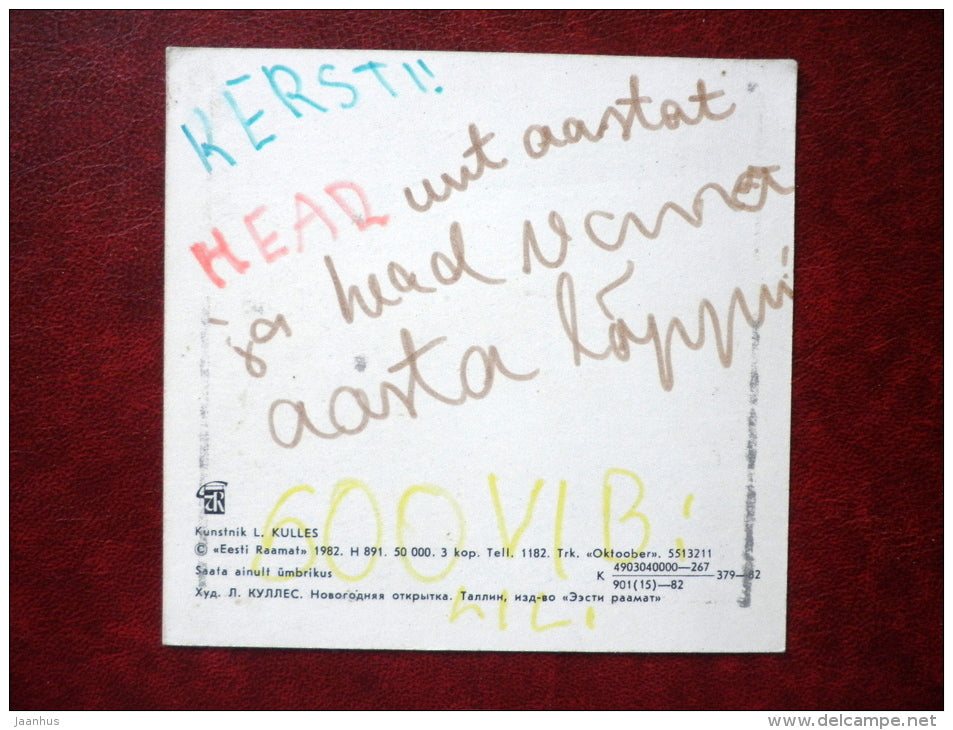 KERSTI!!
HEAD uut aastat
ja head vana
aasta lõppu
SOOVIB:
Kunstnik L. KULLES
© «Eesti Raamat» 1982. H 891. 50 000. 3 kop. Tell. 1182. Trk. «Oktoober». 5513211
Saata ainult ümbrikus
K 4903040000—267 379—82
901(15)—82
Худ. Л. КУЛЛЕС. Новогодняя открытка. Таллин, изд-во «Ээсти раамат»
Jaanhus
www.delcampe.net